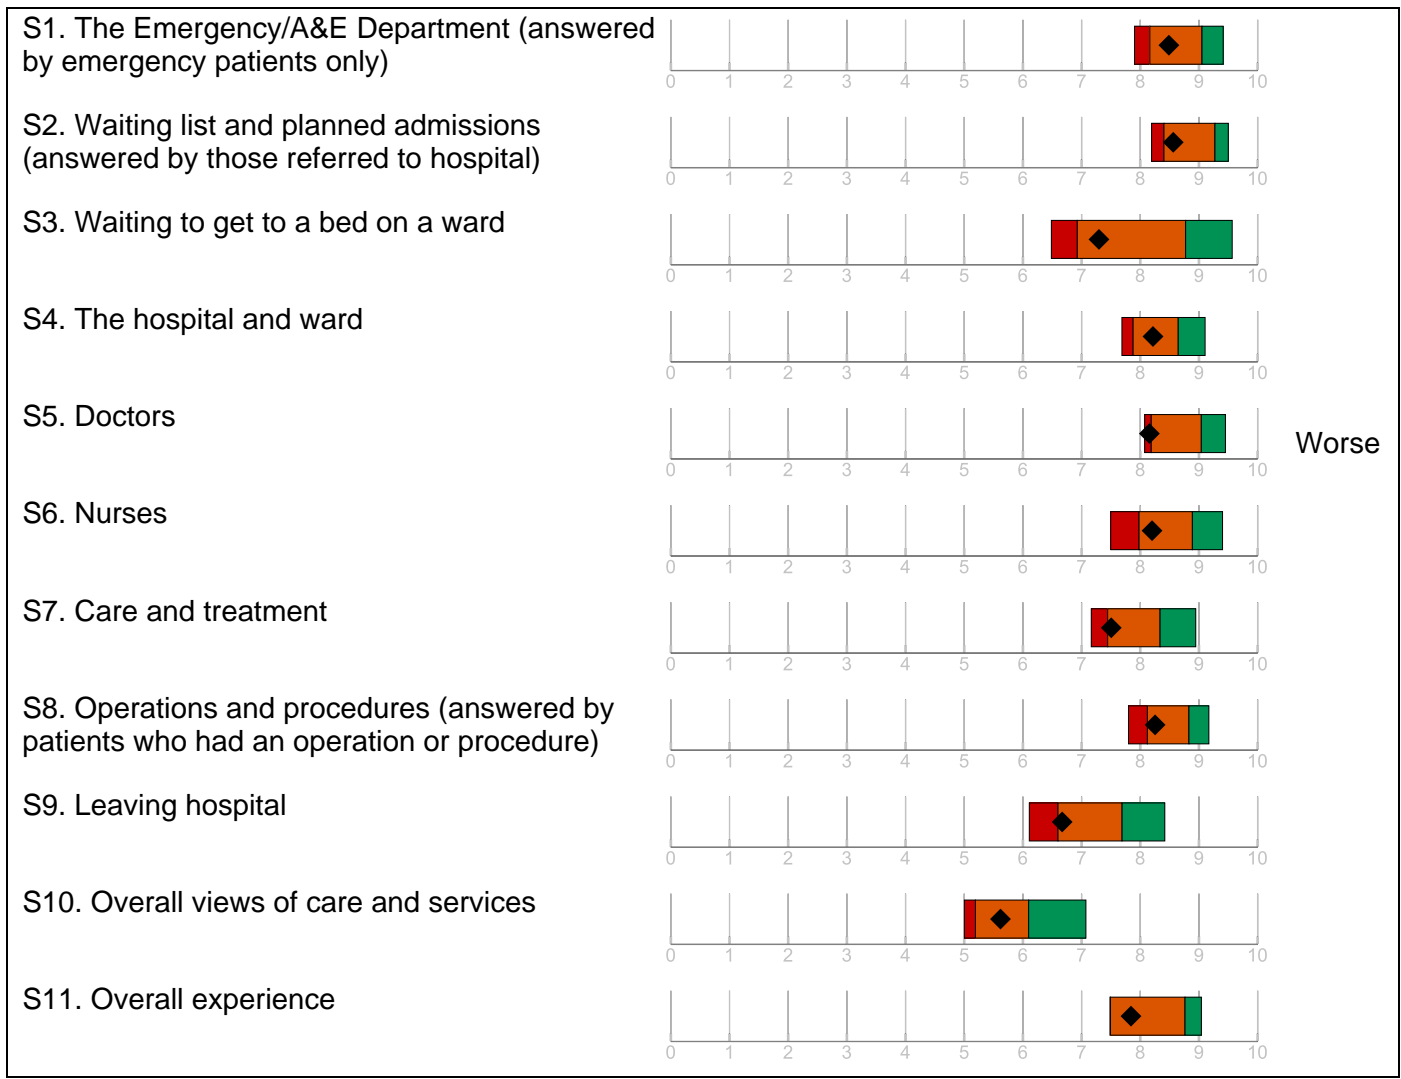 S1. The Emergency/A&E Department (answered
by emergency patients only)
0 1 2 3 4 5 6 7 8 9 10
S2. Waiting list and planned admissions
(answered by those referred to hospital)
0 1 2 3 4 5 6 7 8 9 10
S3. Waiting to get to a bed on a ward
0 1 2 3 4 5 6 7 8 9 10
S4. The hospital and ward
0 1 2 3 4 5 6 7 8 9 10
S5. Doctors
Worse
0 1 2 3 4 5 6 7 8 9 10
S6. Nurses
0 1 2 3 4 5 6 7 8 9 10
S7. Care and treatment
0 1 2 3 4 5 6 7 8 9 10
S8. Operations and procedures (answered by
patients who had an operation or procedure)
0 1 2 3 4 5 6 7 8 9 10
S9. Leaving hospital
0 1 2 3 4 5 6 7 8 9 10
S10. Overall views of care and services
0 1 2 3 4 5 6 7 8 9 10
S11. Overall experience
0 1 2 3 4 5 6 7 8 9 10